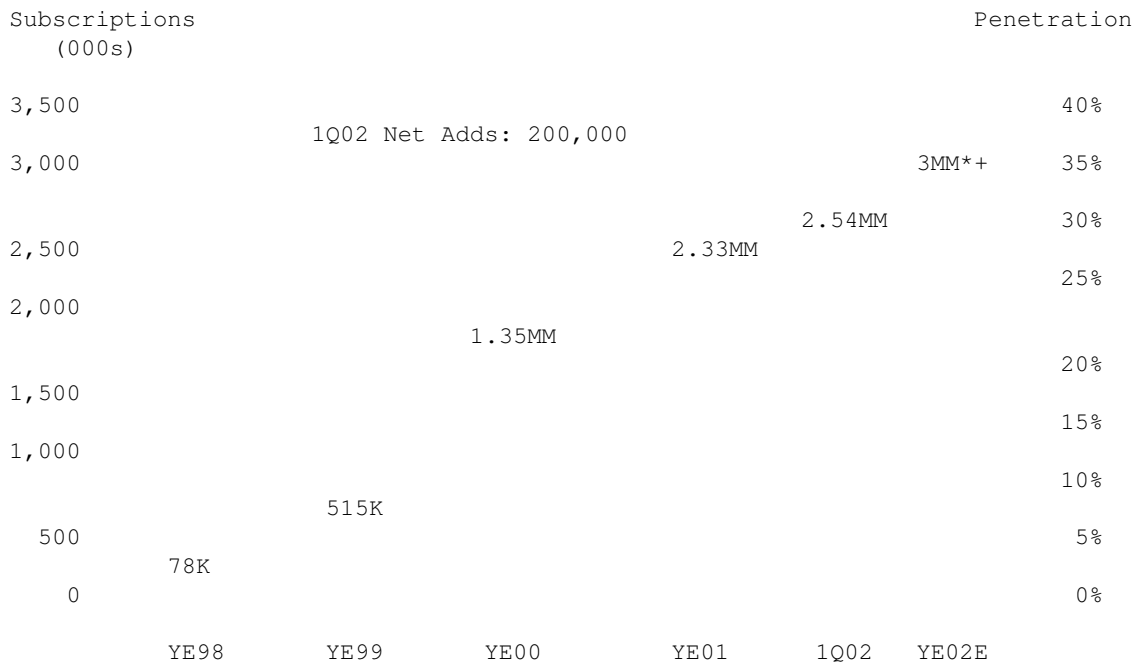 Subscriptions Penetration
(000s)
3,500 40%
1Q02 Net Adds: 200,000
3,000 3MM*+ 35%
2.54MM 30%
2,500 2.33MM
25%
2,000
1.35MM
20%
1,500
15%
1,000
10%
515K
500 5%
78K
0 0%
YE98 YE99 YE00 YE01 1Q02 YE02E